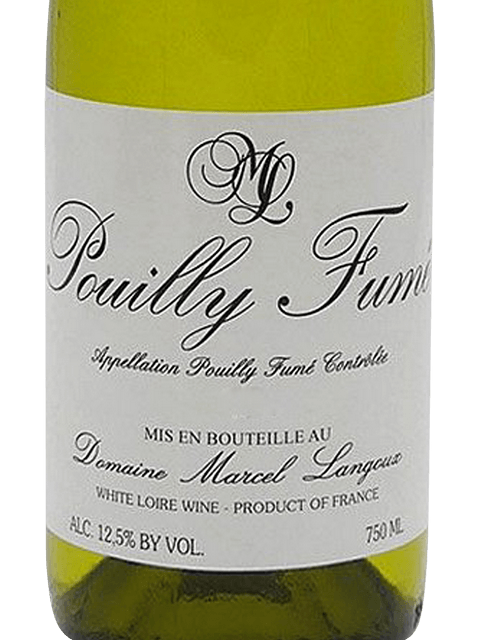 ML
Pouilly Fumé
Appellation Pouilly Fumé Contrôlée
MIS EN BOUTEILLE AU
Domaine Marcel Langoux
WHITE LOIRE WINE - PRODUCT OF FRANCE
ALC. 12,5% BY VOL.
750 ML